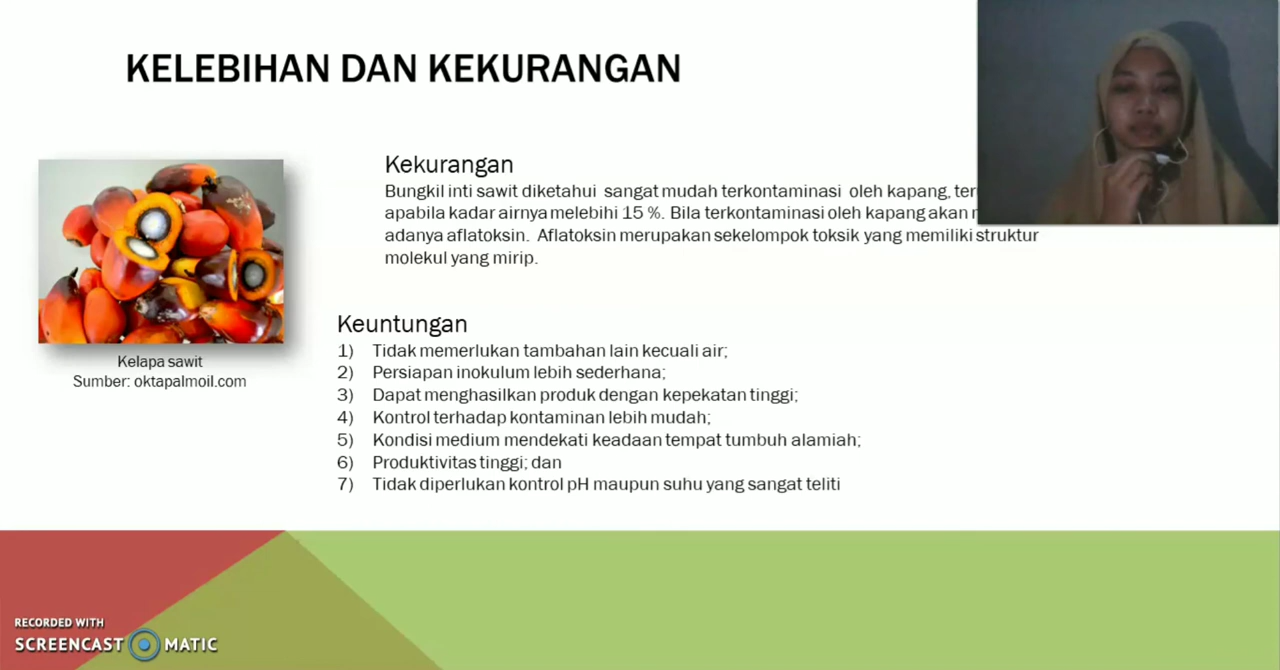 KELEBIHAN DAN KEKURANGAN
Kekurangan
Bungkil inti sawit diketahui sangat mudah terkontaminasi oleh kapang,
apabila kadar airnya melebihi 15 %. Bila terkontaminasi oleh kapang akan
adanya aflatoksin. Aflatoksin merupakan sekelompok toksik yang memiliki struktur
molekul yang mirip.
Keuntungan
1) Tidak memerlukan tambahan lain kecuali air;
2) Persiapan inokulum lebih sederhana;
3) Dapat menghasilkan produk dengan kepekatan tinggi;
4) Kontrol terhadap kontaminan lebih mudah;
5) Kondisi medium mendekati keadaan tempat tumbuh alamiah;
6) Produktivitas tinggi; dan
7) Tidak diperlukan kontrol pH maupun suhu yang sangat teliti
Kelapa sawit
Sumber: oktapalmoil.com
RECORDED WITH
SCREENCAST MATIC